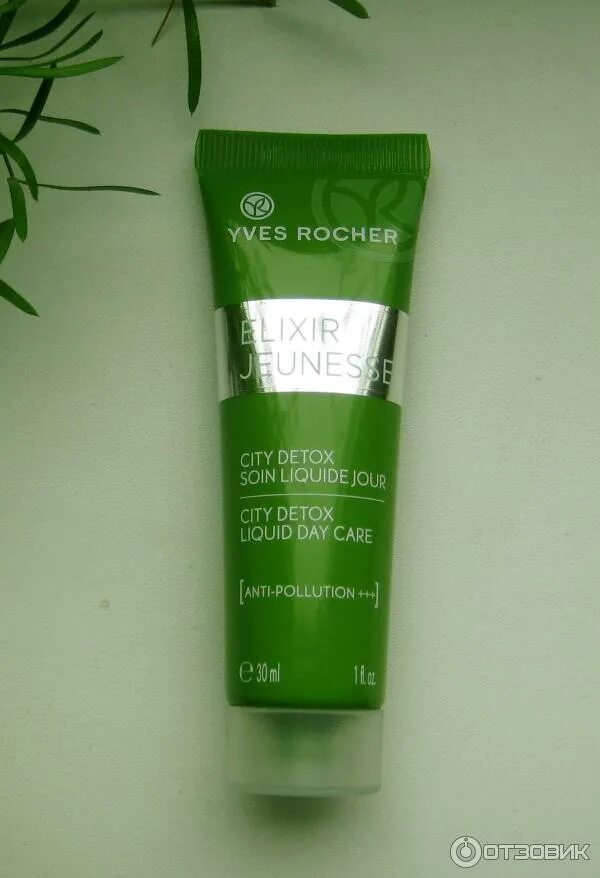 YVES ROCHER
ELIXIR
JEUNESSE
CITY DETOX
SOIN LIQUIDE JOUR
CITY DETOX
LIQUID DAY CARE
[ANTI-POLLUTION +++]
℮ 30 ml 1 fl. oz.
ОТЗОВИК